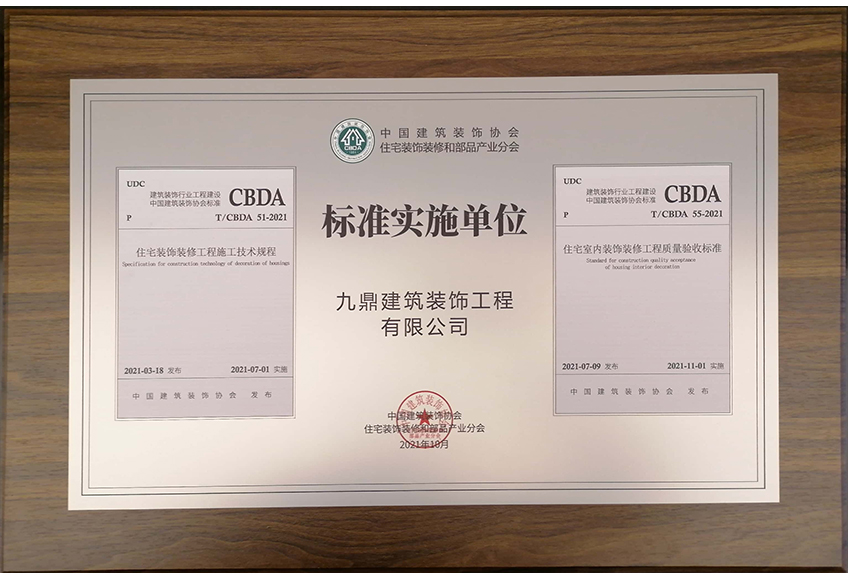 中国建筑装饰协会
住宅装饰装修和部品产业分会
CBDA
标准实施单位
九鼎建筑装饰工程
有限公司
UDC
建筑装饰行业工程建设
中国建筑装饰协会标准
CBDA
P
T/CBDA 51-2021
住宅装饰装修工程施工技术规程
Specification for construction technology of decoration of housings
2021-03-18 发布
2021-07-01 实施
中国建筑装饰协会 发布
UDC
建筑装饰行业工程建设
中国建筑装饰协会标准
CBDA
P
T/CBDA 55-2021
住宅室内装饰装修工程质量验收标准
Standard for construction quality acceptance
of housing interior decoration
2021-07-09 发布
2021-11-01 实施
中国建筑装饰协会 发布
中国建筑装饰协会
住宅装饰装修和部品产业分会
2021年10月